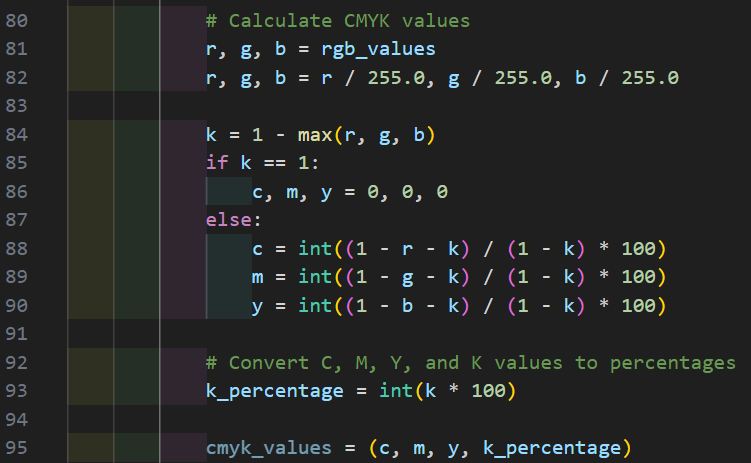 80 # Calculate CMYK values
81 r, g, b = rgb_values
82 r, g, b = r / 255.0, g / 255.0, b / 255.0
83
84 k = 1 - max(r, g, b)
85 if k == 1:
86 c, m, y = 0, 0, 0
87 else:
88 c = int((1 - r - k) / (1 - k) * 100)
89 m = int((1 - g - k) / (1 - k) * 100)
90 y = int((1 - b - k) / (1 - k) * 100)
91
92 # Convert C, M, Y, and K values to percentages
93 k_percentage = int(k * 100)
94
95 cmyk_values = (c, m, y, k_percentage)